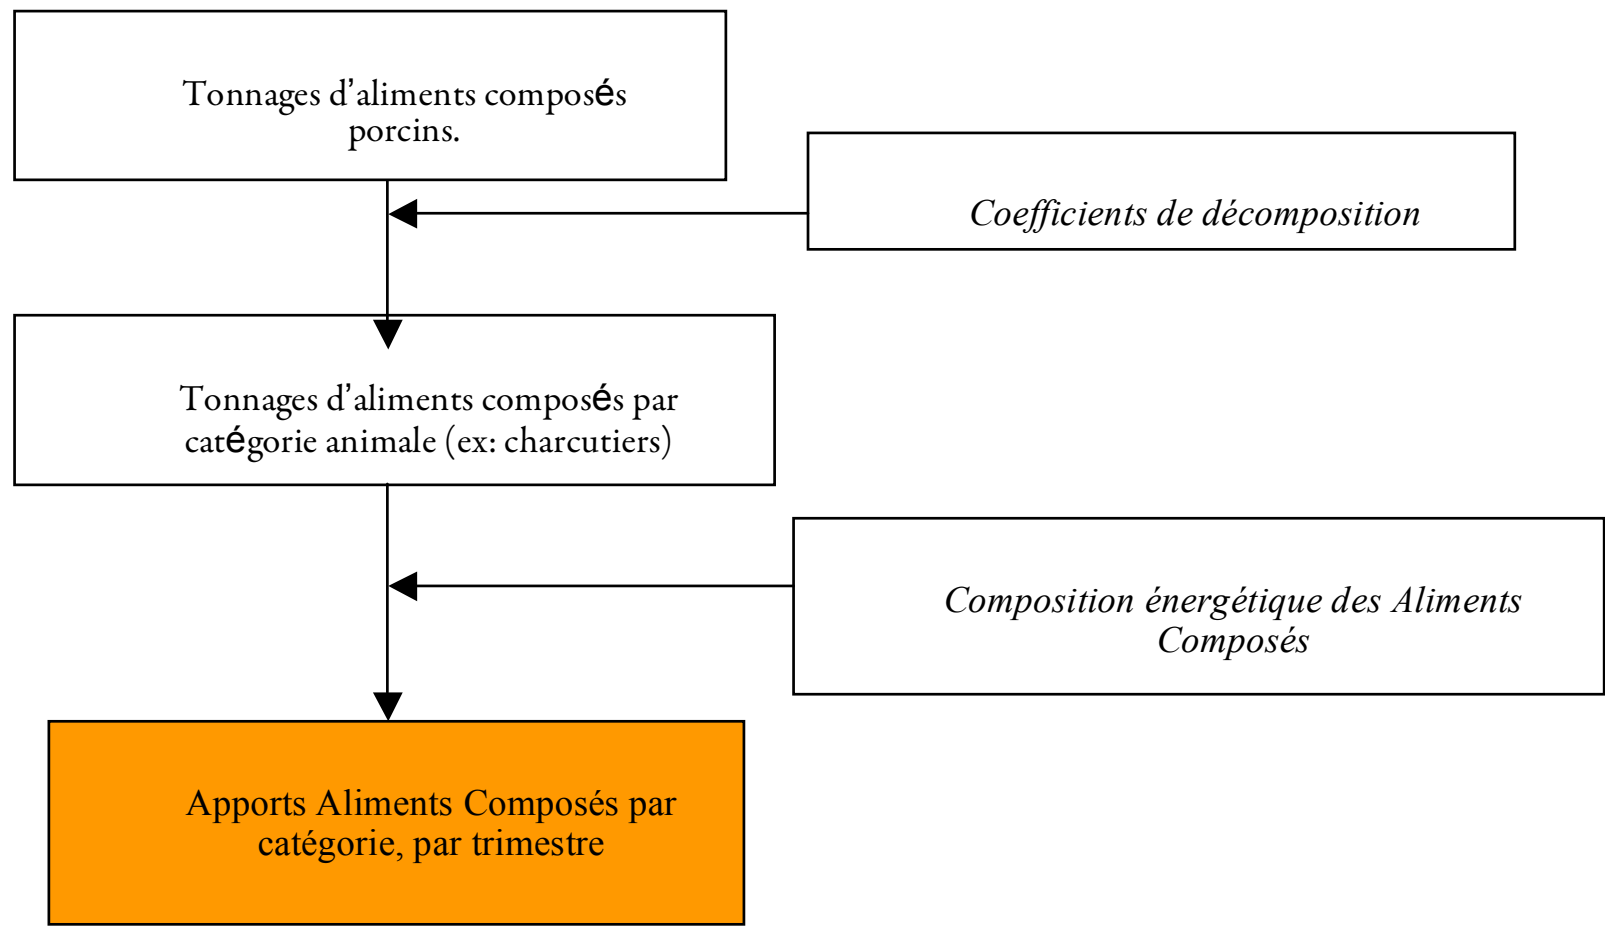 Tonnages d’aliments composés
porcins.
Coefficients de décomposition
Tonnages d’aliments composés par
catégorie animale (ex: charcutiers)
Composition énergétique des Aliments
Composés
Apports Aliments Composés par
catégorie, par trimestre